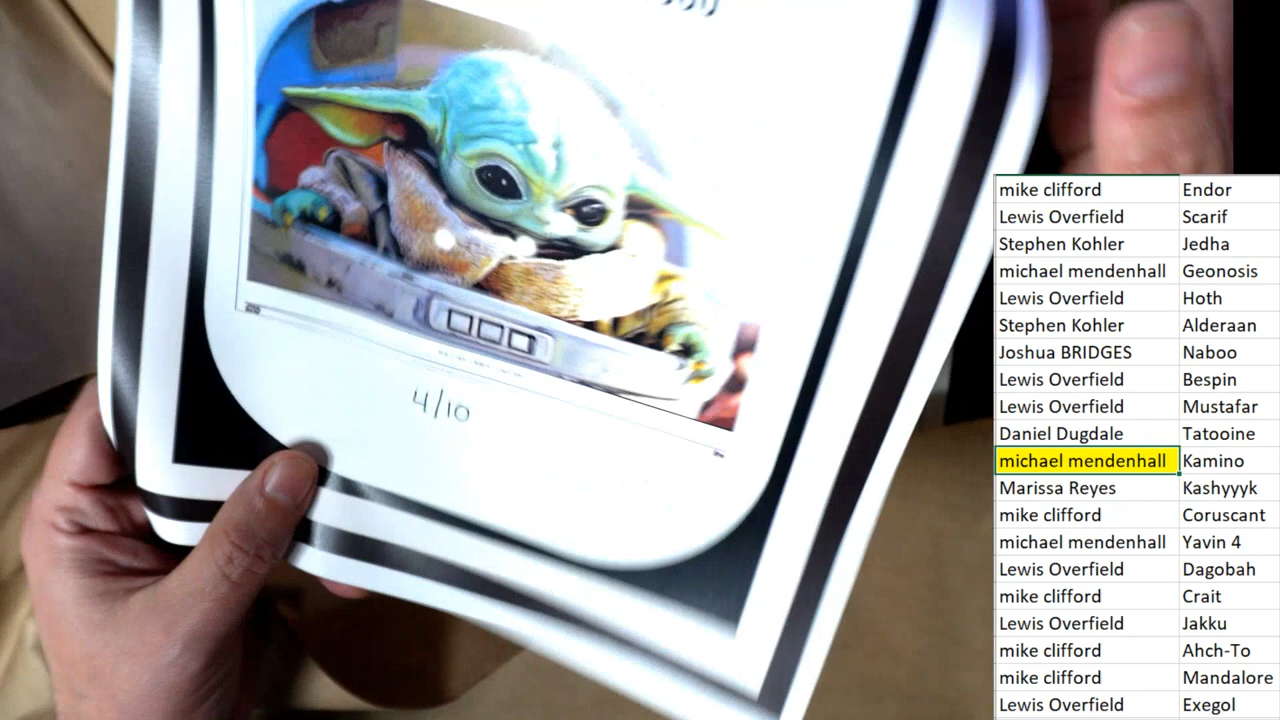 4/10
mike clifford Endor
Lewis Overfield Scarif
Stephen Kohler Jedha
michael mendenhall Geonosis
Lewis Overfield Hoth
Stephen Kohler Alderaan
Joshua BRIDGES Naboo
Lewis Overfield Bespin
Lewis Overfield Mustafar
Daniel Dugdale Tatooine
michael mendenhall Kamino
Marissa Reyes Kashyyyk
mike clifford Coruscant
michael mendenhall Yavin 4
Lewis Overfield Dagobah
mike clifford Crait
Lewis Overfield Jakku
mike clifford Ahch-To
mike clifford Mandalore
Lewis Overfield Exegol